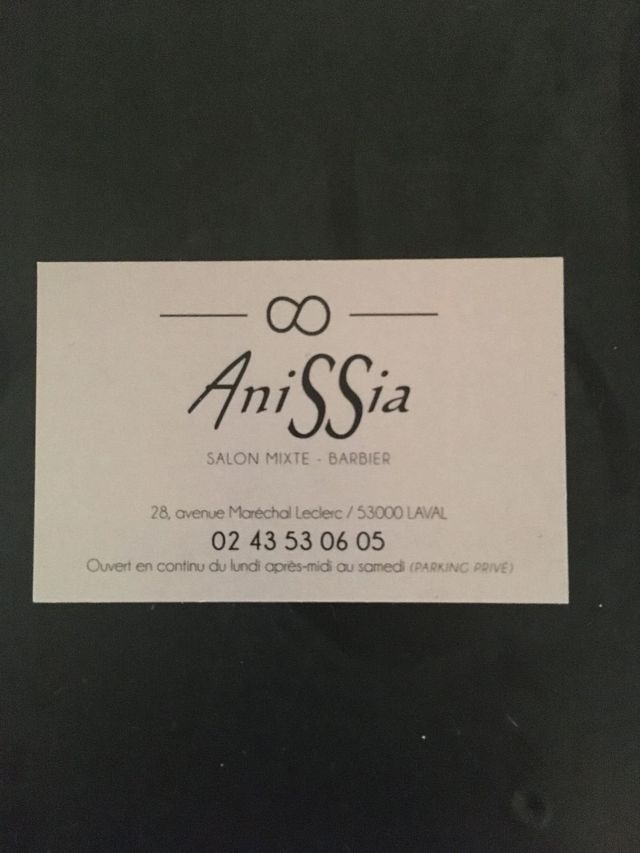 AniSSia
SALON MIXTE - BARBIER
28, avenue Maréchal Leclerc / 53000 LAVAL
02 43 53 06 05
Ouvert en continu du lundi après-midi au samedi (PARKING PRIVÉ)